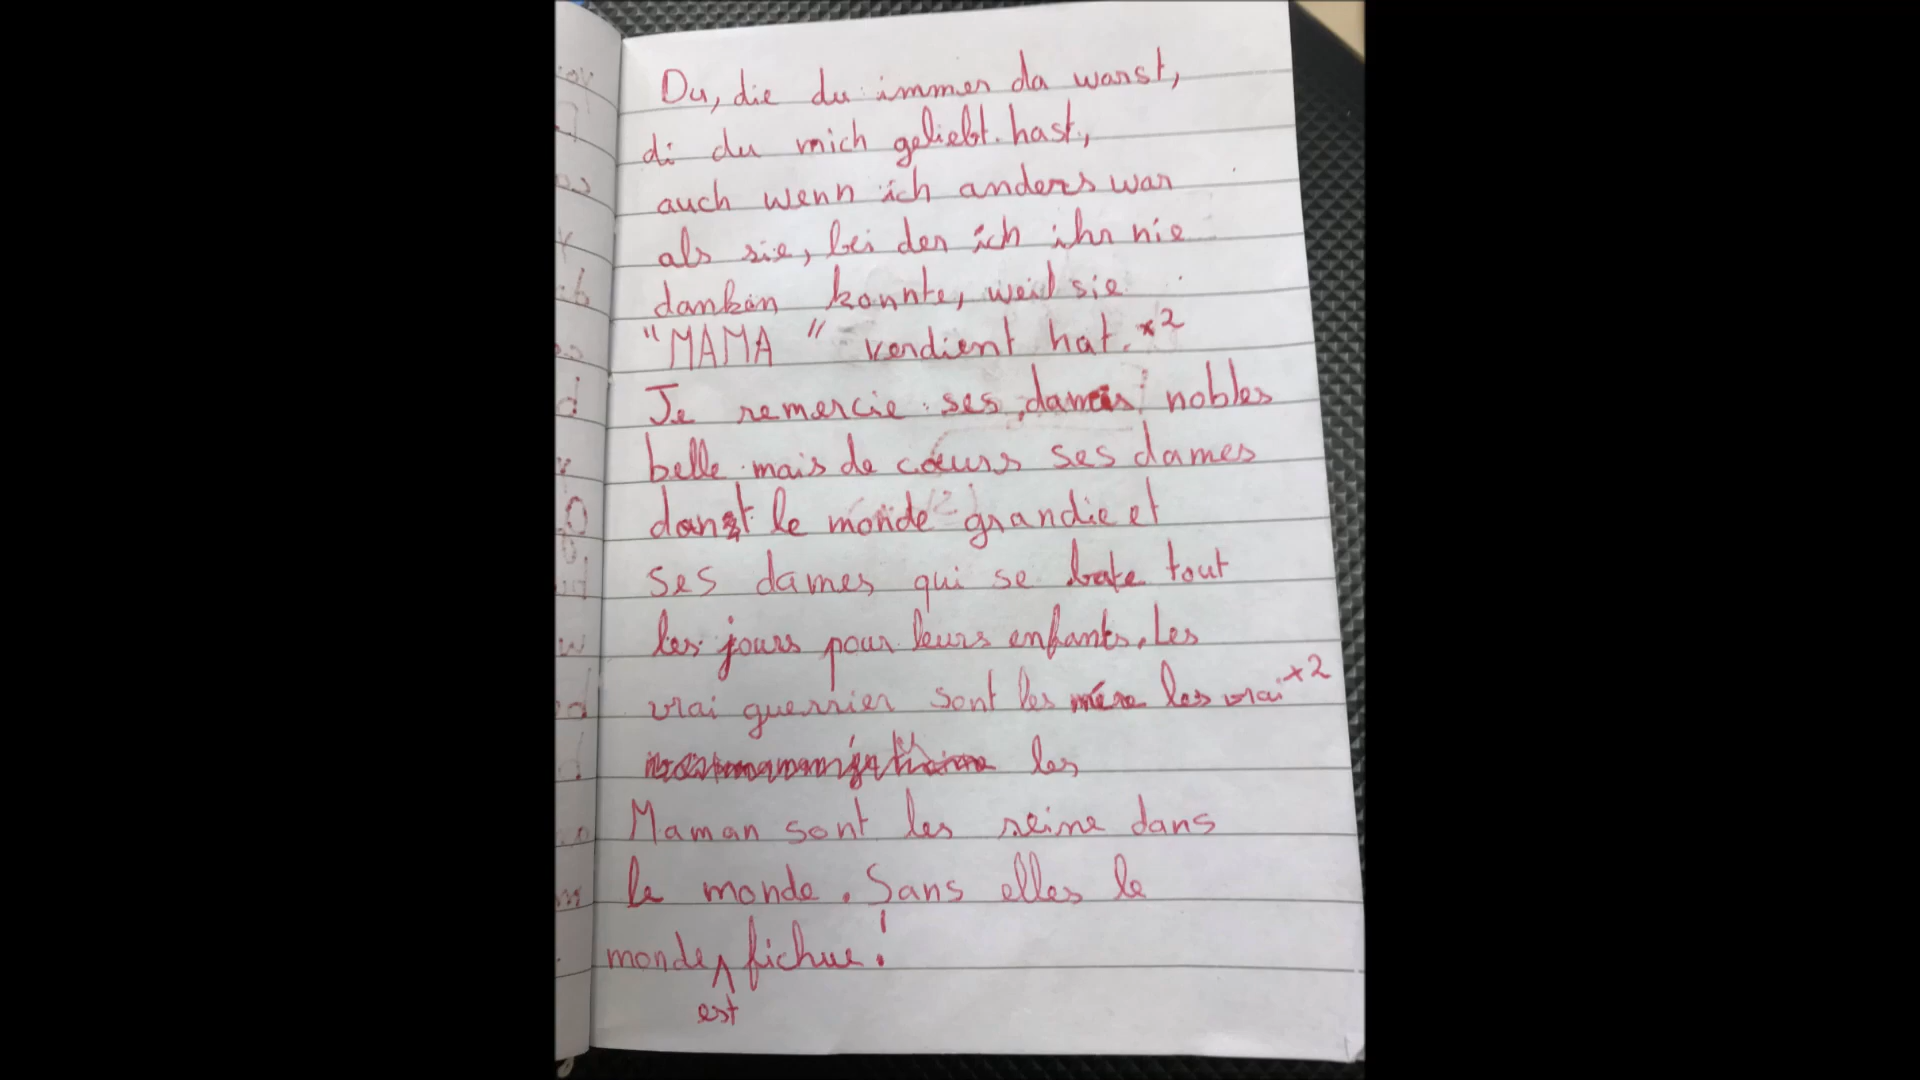 Du, die du immer da warst,
di du mich geliebt hast,
auch wenn ich anders war
als sie, bei der ich ihr nie
danken konnte, weil sie
"MAMA" verdient hat. x2
Je remercie ses dames nobles
belle mais de cœurs ses dames
dont le monde grandie et
ses dames qui se bate tout
les jours pour leurs enfants. Les
vrai guerrier sont les mére les vrai x2
les
Maman sont les reine dans
le monde. Sans elles le
monde est fichue!